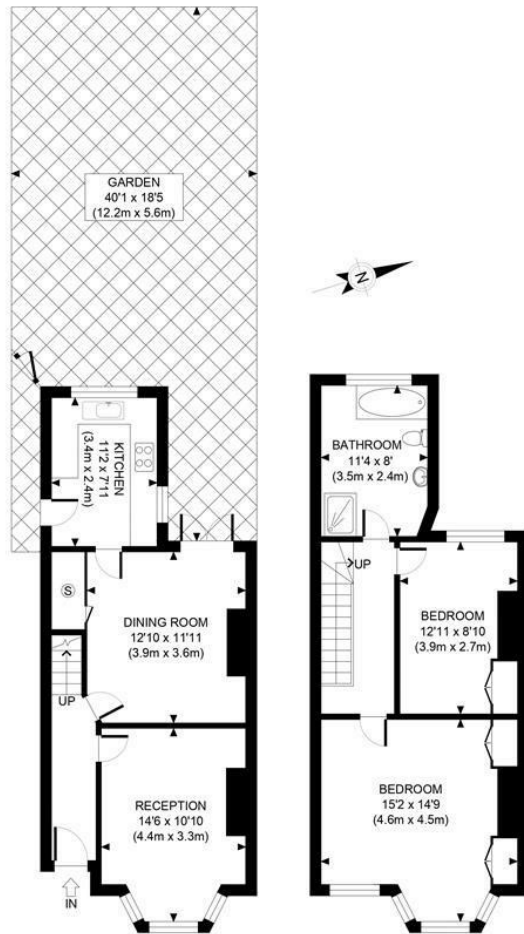 GARDEN
40'1 x 18'5
(12.2m x 5.6m)
N
KITCHEN
11'2 x 7'11
(3.4m x 2.4m)
S
DINING ROOM
12'10 x 11'11
(3.9m x 3.6m)
UP
RECEPTION
14'6 x 10'10
(4.4m x 3.3m)
IN
BATHROOM
11'4 x 8'
(3.5m x 2.4m)
UP
BEDROOM
12'11 x 8'10
(3.9m x 2.7m)
BEDROOM
15'2 x 14'9
(4.6m x 4.5m)